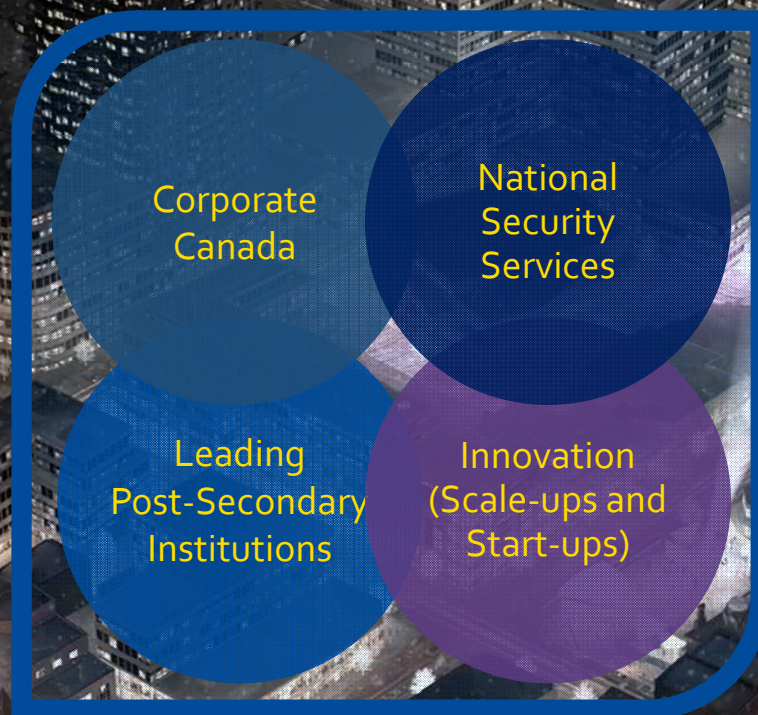 Corporate
Canada
National
Security
Services
Leading
Post-Secondary
Institutions
Innovation
(Scale-ups and
Start-ups)